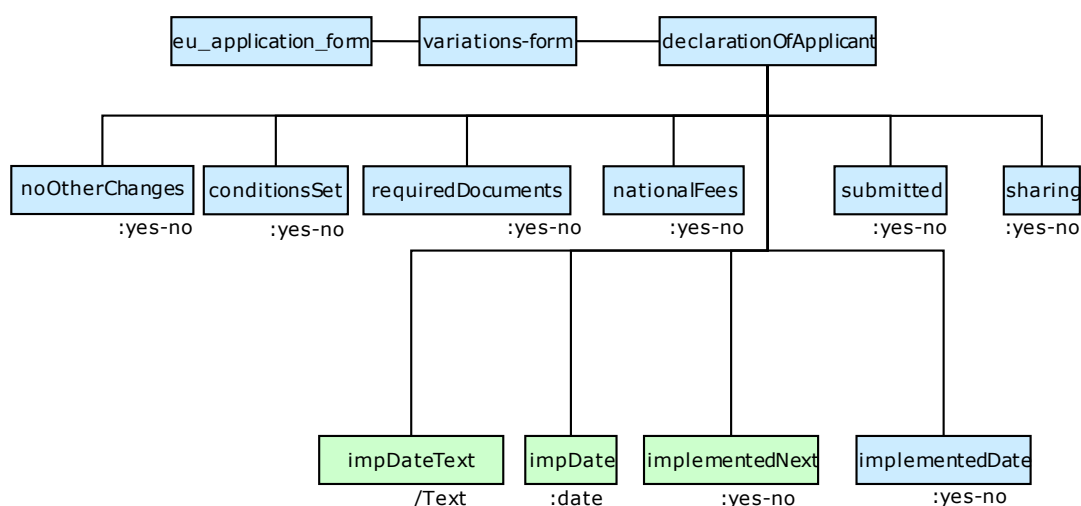 eu_application_form variations-form declarationOfApplicant
noOtherChanges conditionsSet requiredDocuments nationalFees submitted sharing
:yes-no :yes-no :yes-no :yes-no :yes-no :yes-no
impDateText impDate implementedNext implementedDate
/Text :date :yes-no :yes-no